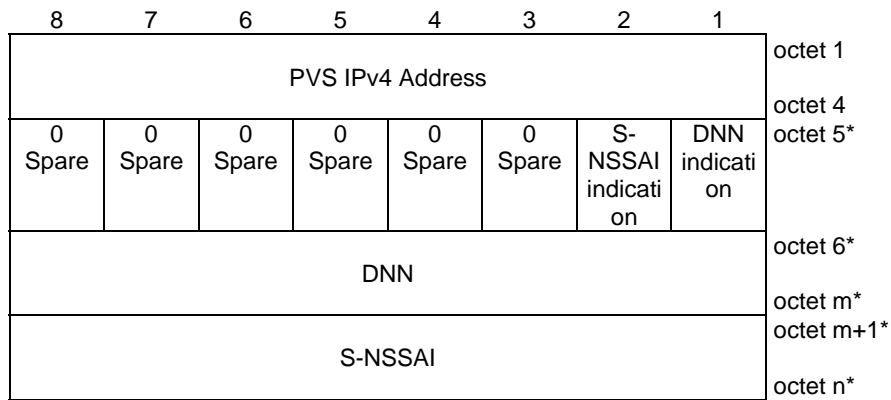 8 7 6 5 4 3 2 1
octet 1
PVS IPv4 Address
octet 4
0 0 0 0 0 0 S- DNN octet 5*
Spare Spare Spare Spare Spare Spare NSSAI indicati
indicati on
on
octet 6*
DNN
octet m*
octet m+1*
S-NSSAI
octet n*